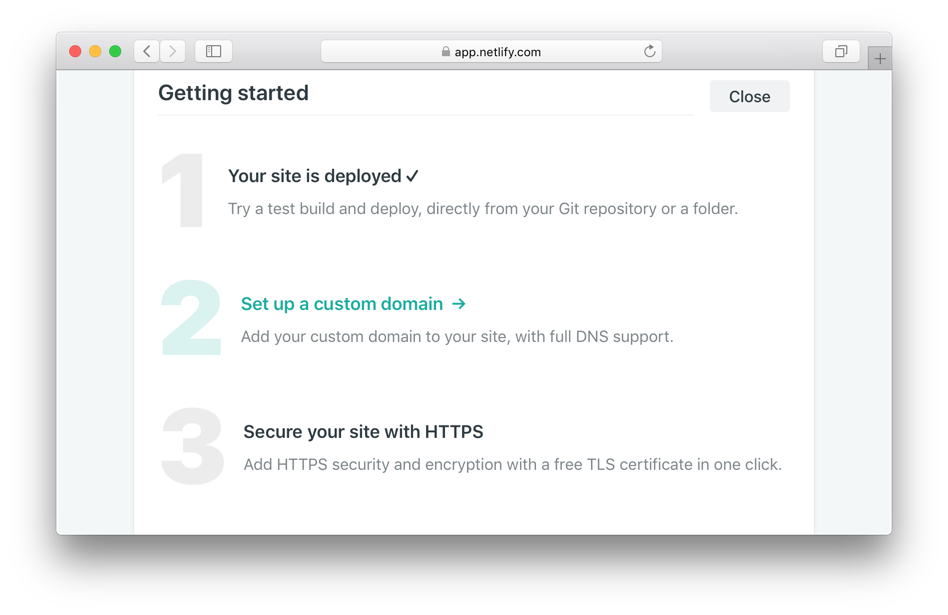 app.netlify.com
Getting started
Close
1
Your site is deployed ✓
Try a test build and deploy, directly from your Git repository or a folder.
2
Set up a custom domain →
Add your custom domain to your site, with full DNS support.
3
Secure your site with HTTPS
Add HTTPS security and encryption with a free TLS certificate in one click.